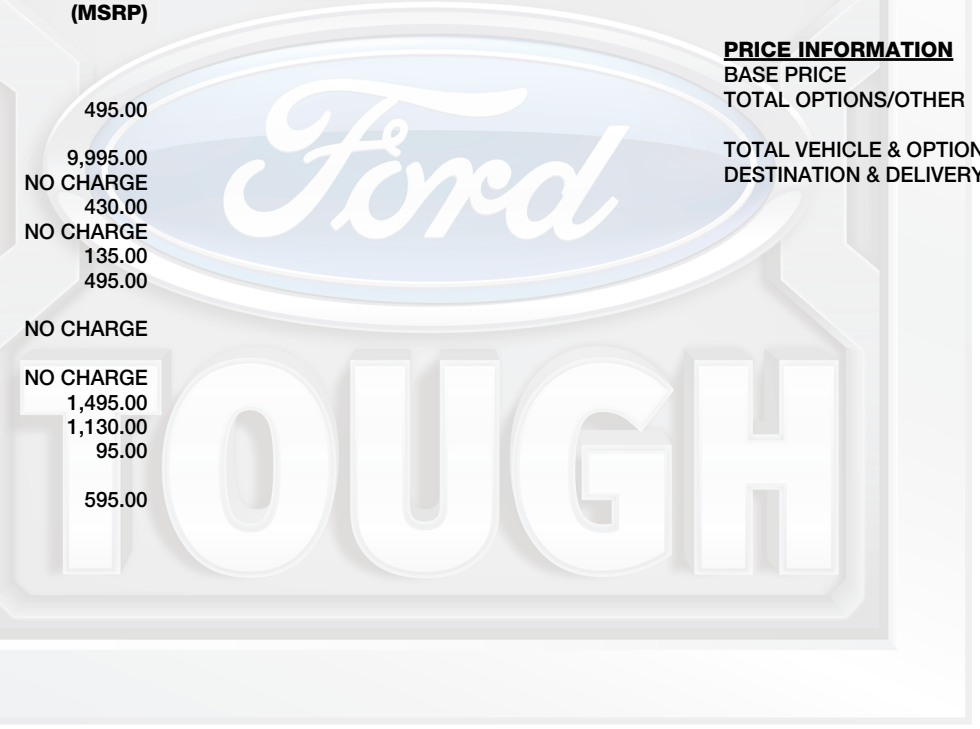 (MSRP)
495.00
9,995.00
NO CHARGE
430.00
NO CHARGE
135.00
495.00
NO CHARGE
NO CHARGE
1,495.00
1,130.00
95.00
595.00
PRICE INFORMATION
BASE PRICE
TOTAL OPTIONS/OTHER
TOTAL VEHICLE & OPTION
DESTINATION & DELIVERY
Ford
TOUGH